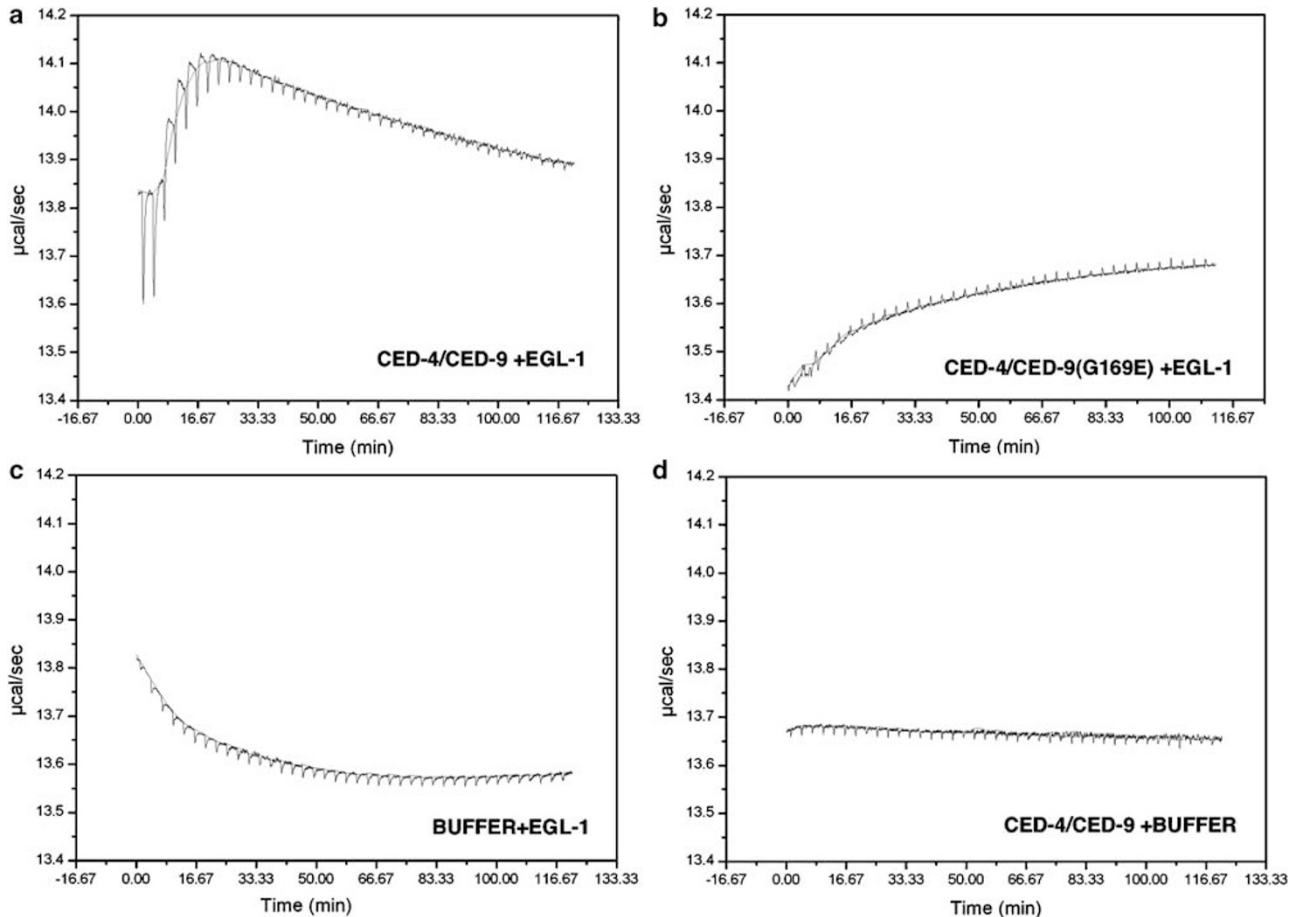 a
14.2
14.1
14.0
13.9
13.8
13.7
13.6
13.5
13.4
µcal/sec
CED-4/CED-9 +EGL-1
-16.67 0.00 16.67 33.33 50.00 66.67 83.33 100.00 116.67 133.33
Time (min)
b
14.2
14.1
14.0
13.9
13.8
13.7
13.6
13.5
13.4
µcal/sec
CED-4/CED-9(G169E) +EGL-1
-16.67 0.00 16.67 33.33 50.00 66.67 83.33 100.00 116.67
Time (min)
c
14.2
14.1
14.0
13.9
13.8
13.7
13.6
13.5
13.4
µcal/sec
BUFFER+EGL-1
-16.67 0.00 16.67 33.33 50.00 66.67 83.33 100.00 116.67 133.33
Time (min)
d
14.2
14.1
14.0
13.9
13.8
13.7
13.6
13.5
13.4
µcal/sec
CED-4/CED-9 +BUFFER
-16.67 0.00 16.67 33.33 50.00 66.67 83.33 100.00 116.67 133.33
Time (min)